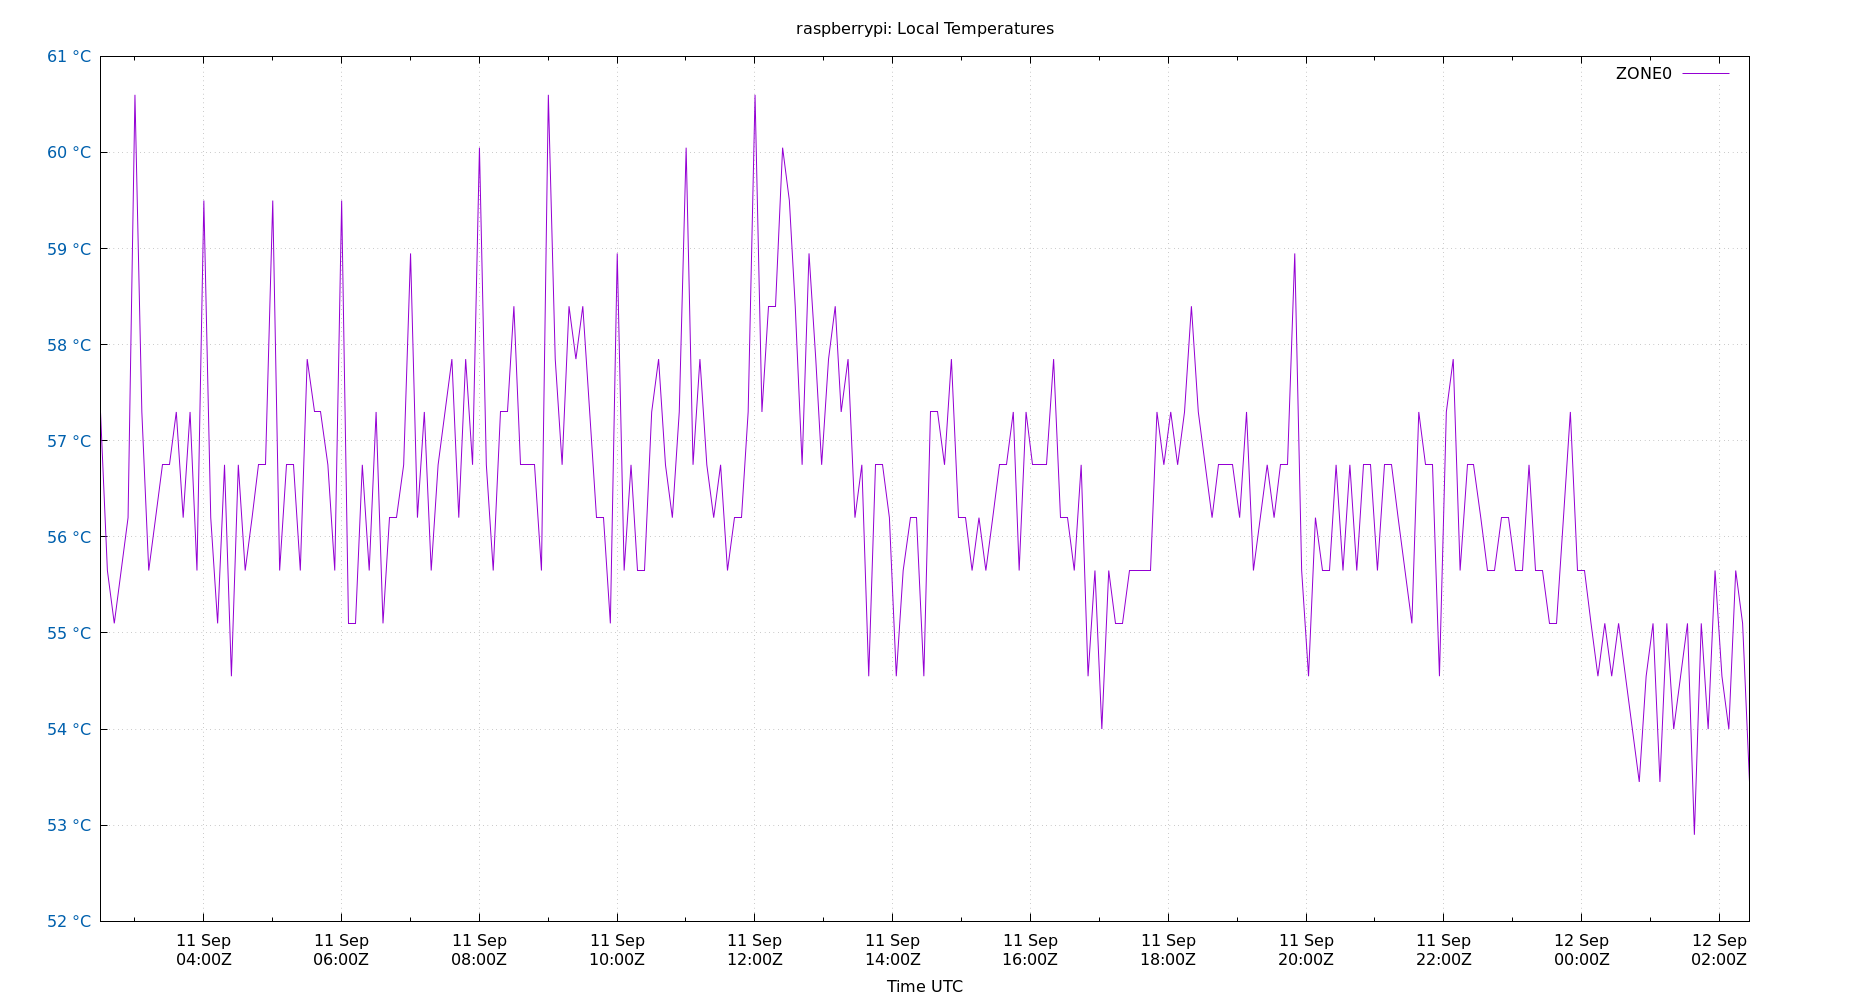 raspberrypi: Local Temperatures
61 °C
ZONE0
60 °C
59 °C
58 °C
57 °C
56 °C
55 °C
54 °C
53 °C
52 °C
11 Sep 11 Sep 11 Sep 11 Sep 11 Sep 11 Sep 11 Sep 11 Sep 11 Sep 11 Sep 12 Sep 12 Sep
04:00Z 06:00Z 08:00Z 10:00Z 12:00Z 14:00Z 16:00Z 18:00Z 20:00Z 22:00Z 00:00Z 02:00Z
Time UTC